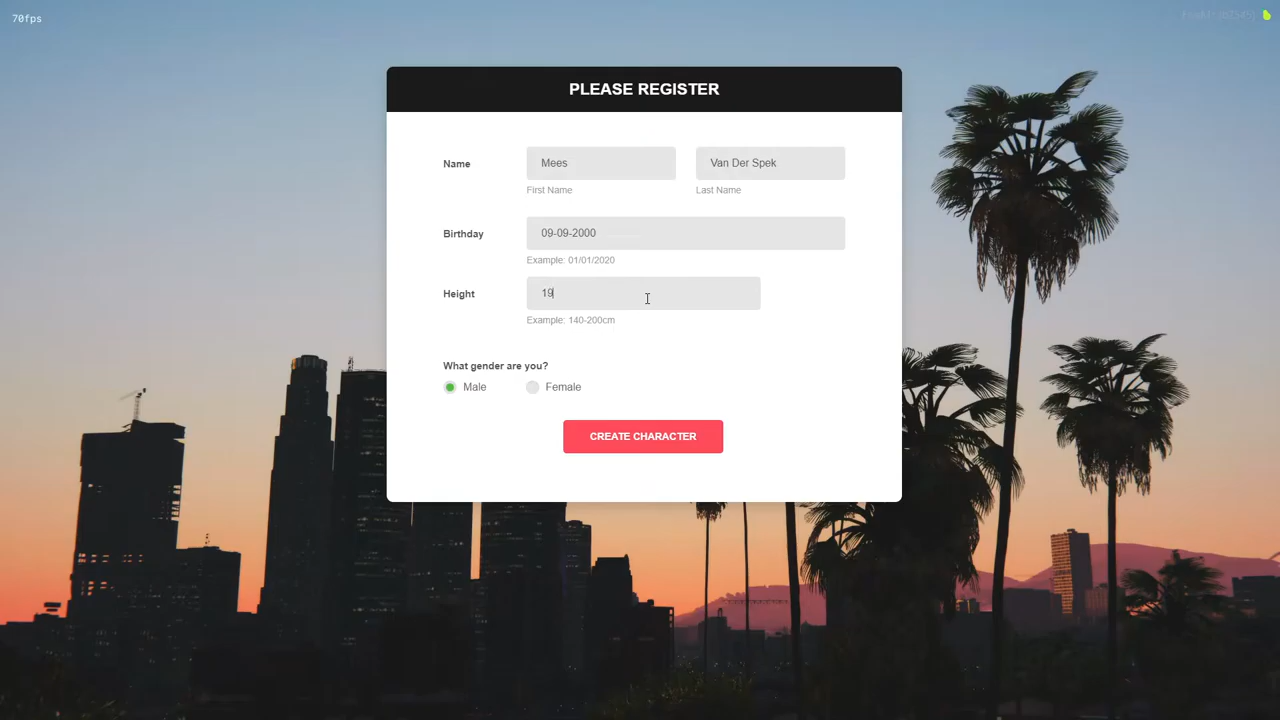 70fps
PLEASE REGISTER
Name
Mees
Van Der Spek
First Name
Last Name
Birthday
09-09-2000
Example: 01/01/2020
Height
19
Example: 140-200cm
What gender are you?
Male
Female
CREATE CHARACTER